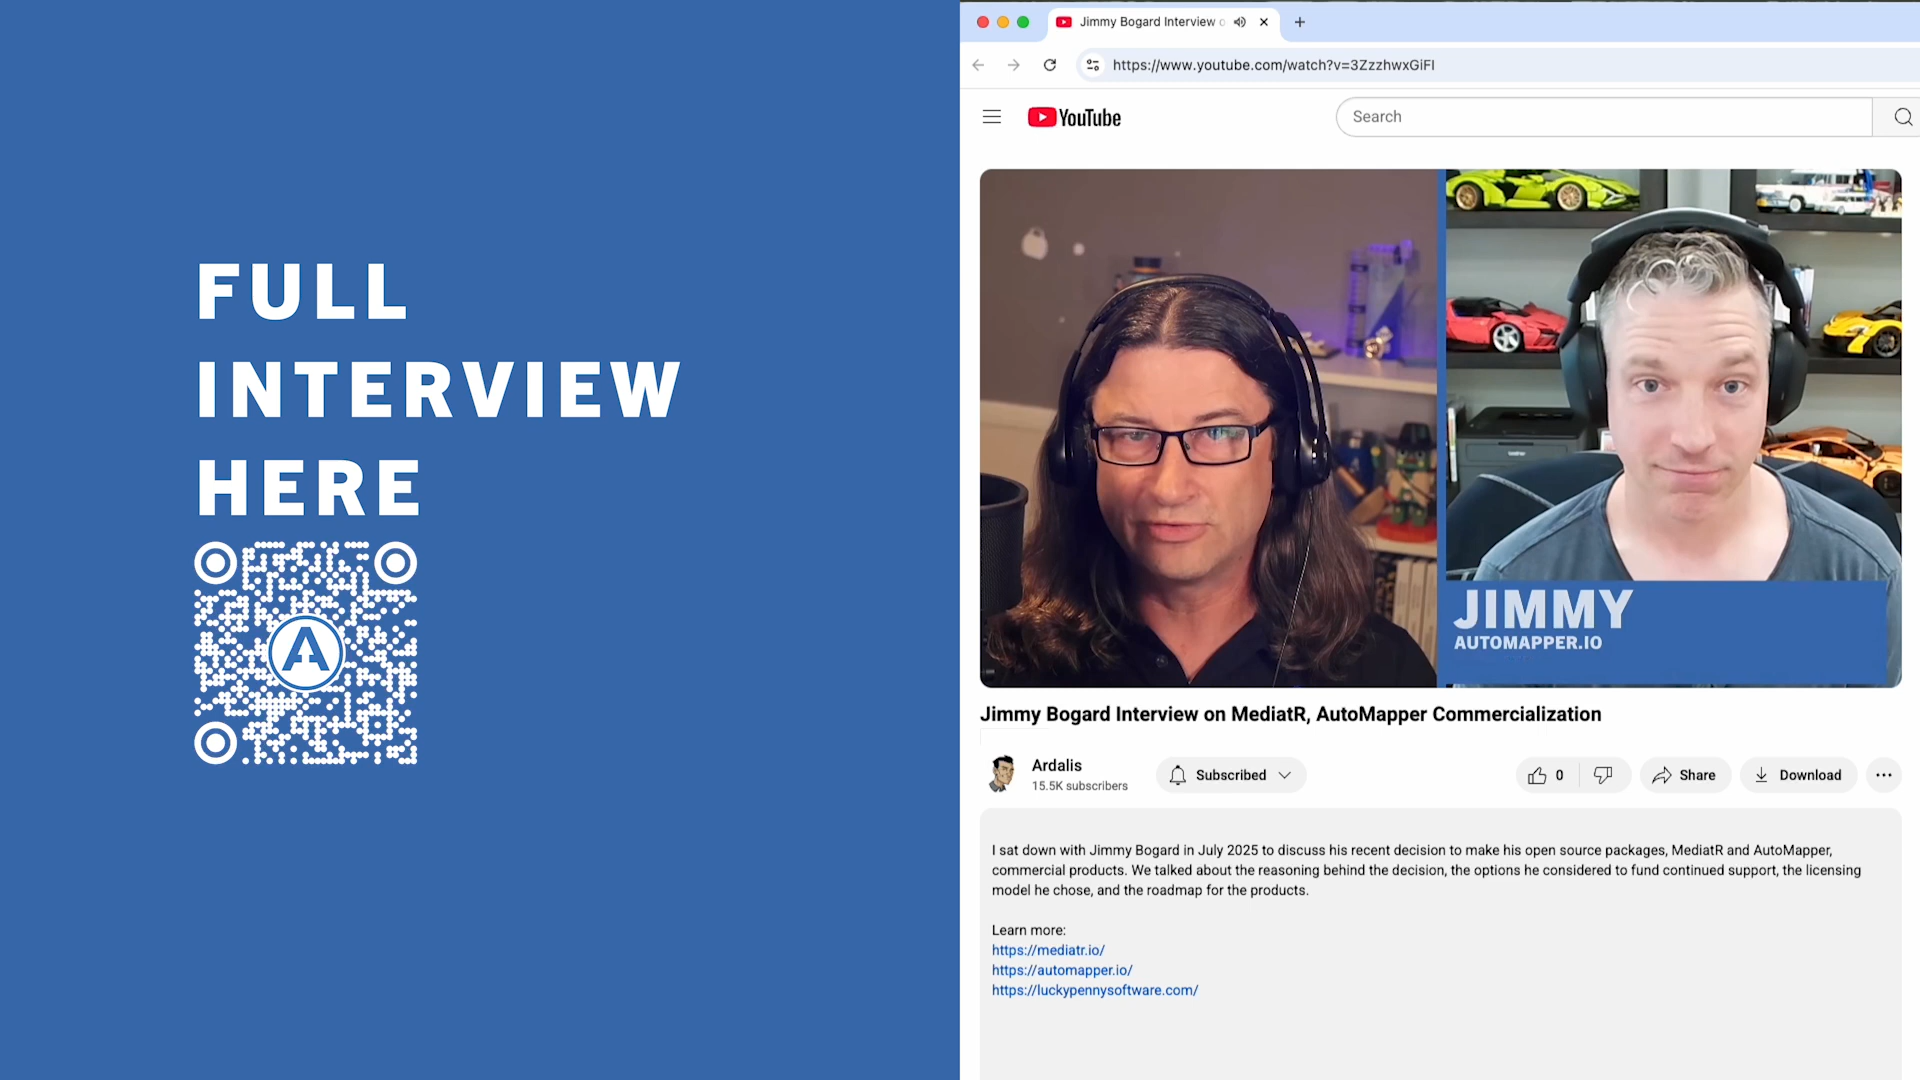 FULL
INTERVIEW
HERE
A
Jimmy Bogard Interview o
https://www.youtube.com/watch?v=3ZzzhwxGiFI
YouTube
Search
JIMMY
AUTOMAPPER.IO
Jimmy Bogard Interview on MediatR, AutoMapper Commercialization
Ardalis
15.5K subscribers
Subscribed
0
Share
Download
I sat down with Jimmy Bogard in July 2025 to discuss his recent decision to make his open source packages, MediatR and AutoMapper,
commercial products. We talked about the reasoning behind the decision, the options he considered to fund continued support, the licensing
model he chose, and the roadmap for the products.
Learn more:
https://mediatr.io/
https://automapper.io/
https://luckypennysoftware.com/